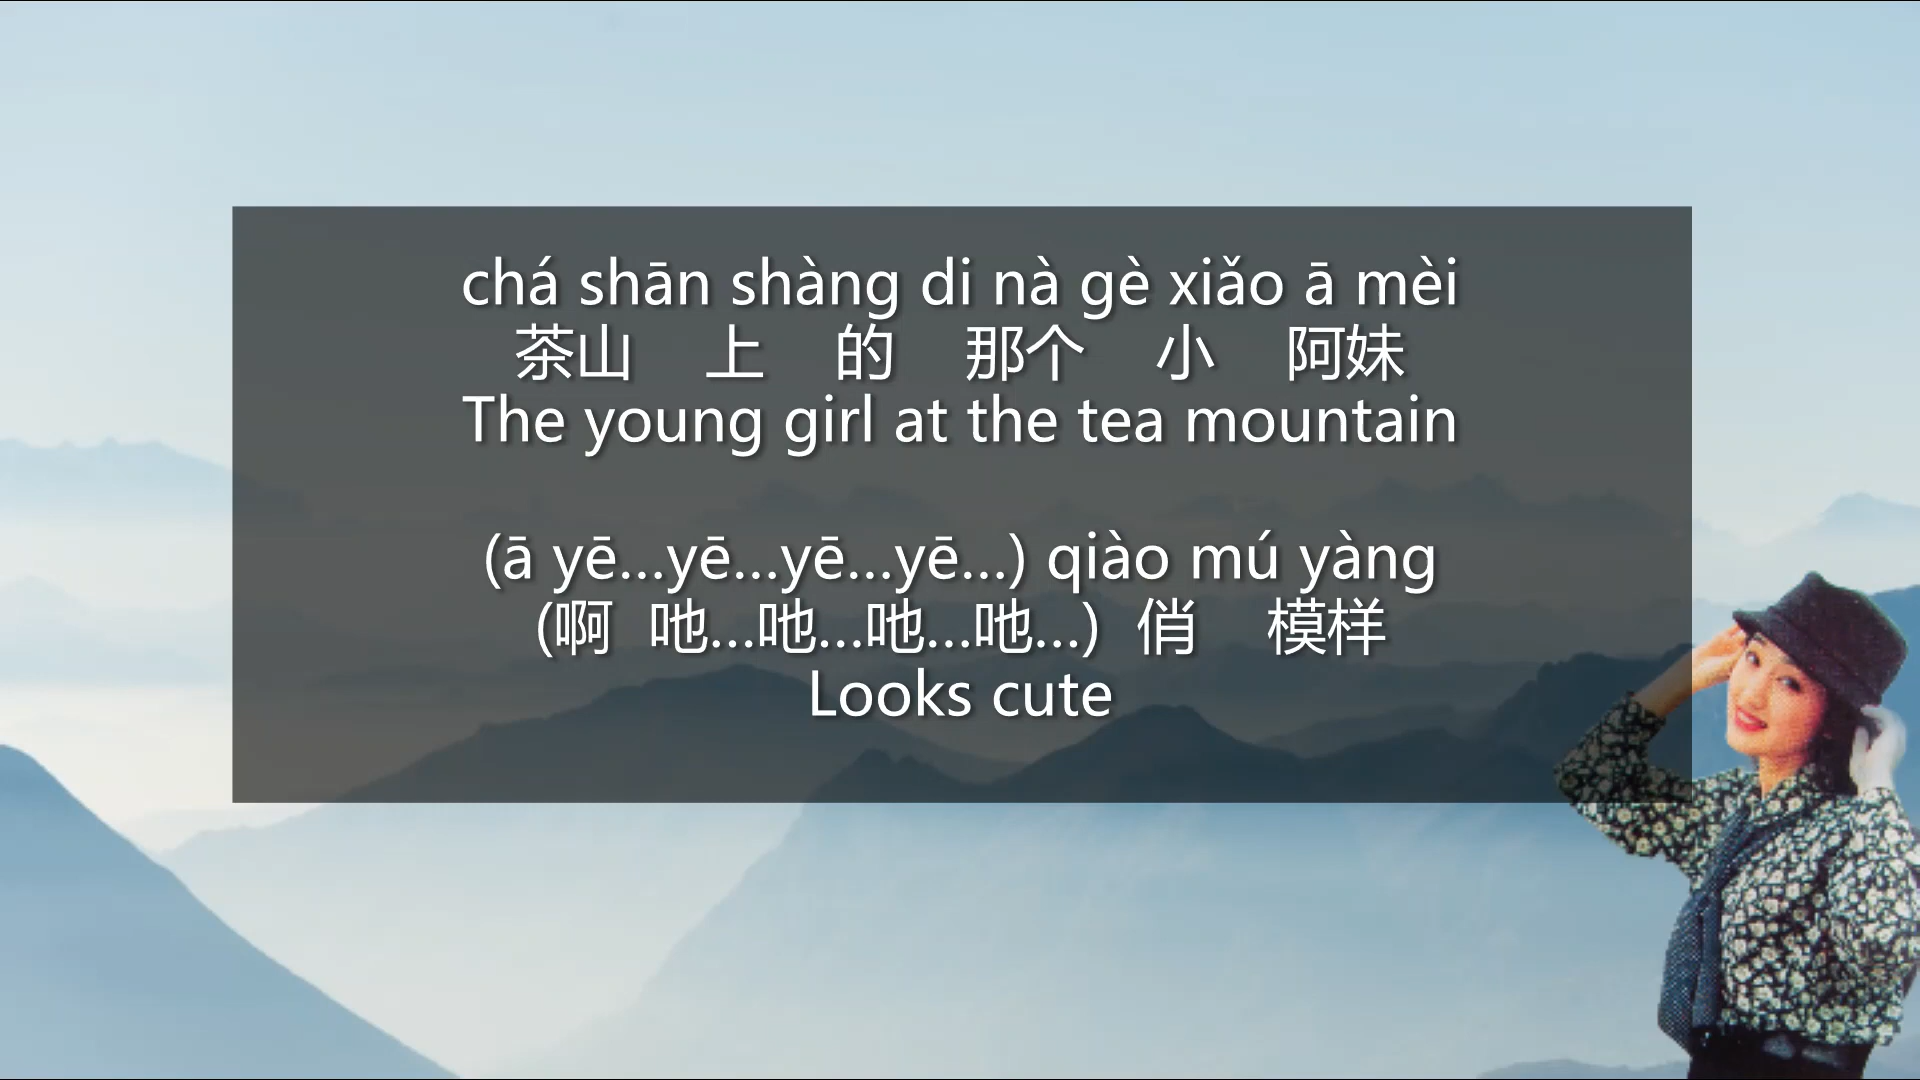 chá shān shàng di nà gè xiǎo ā mèi
茶山 上 的 那个 小 阿妹
The young girl at the tea mountain
(ā yē...yē...yē...yē...) qiào mú yàng
(啊 吔...吔...吔...吔...) 俏 模样
Looks cute